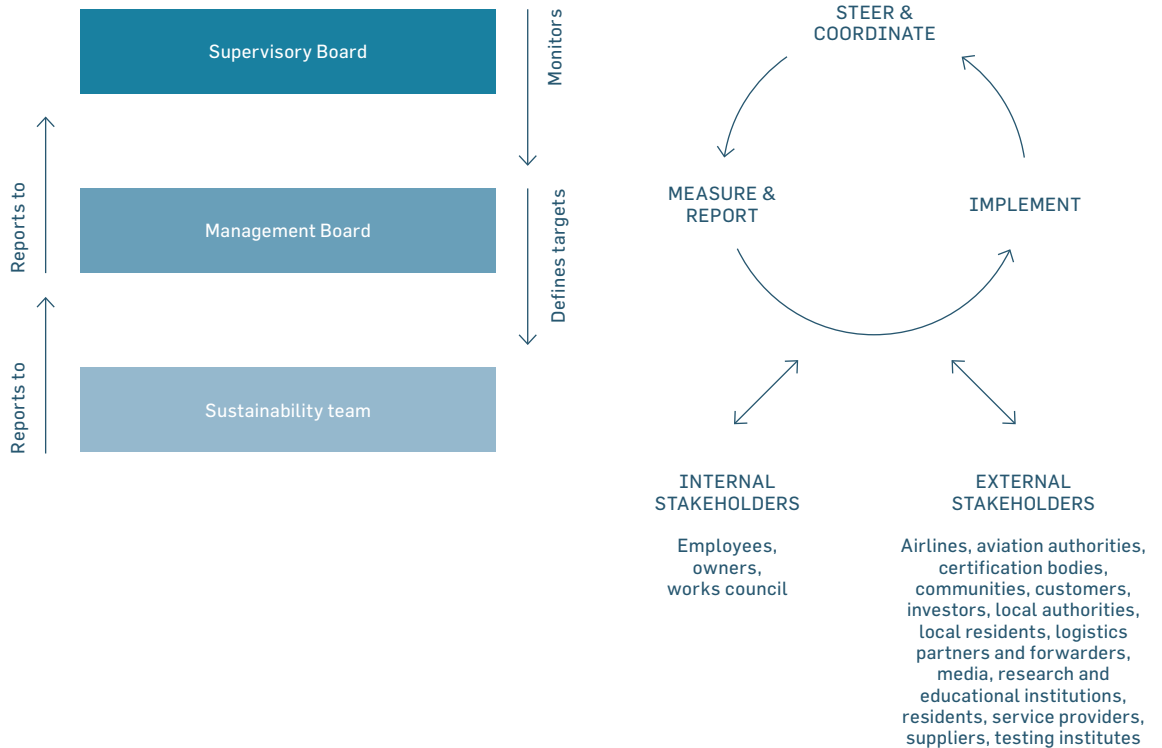 Supervisory Board
Monitors
Reports to
Management Board
Defines targets
Reports to
Sustainability team
STEER &
COORDINATE
MEASURE &
REPORT
IMPLEMENT
INTERNAL
STAKEHOLDERS
Employees,
owners,
works council
EXTERNAL
STAKEHOLDERS
Airlines, aviation authorities,
certification bodies,
communities, customers,
investors, local authorities,
local residents, logistics
partners and forwarders,
media, research and
educational institutions,
residents, service providers,
suppliers, testing institutes